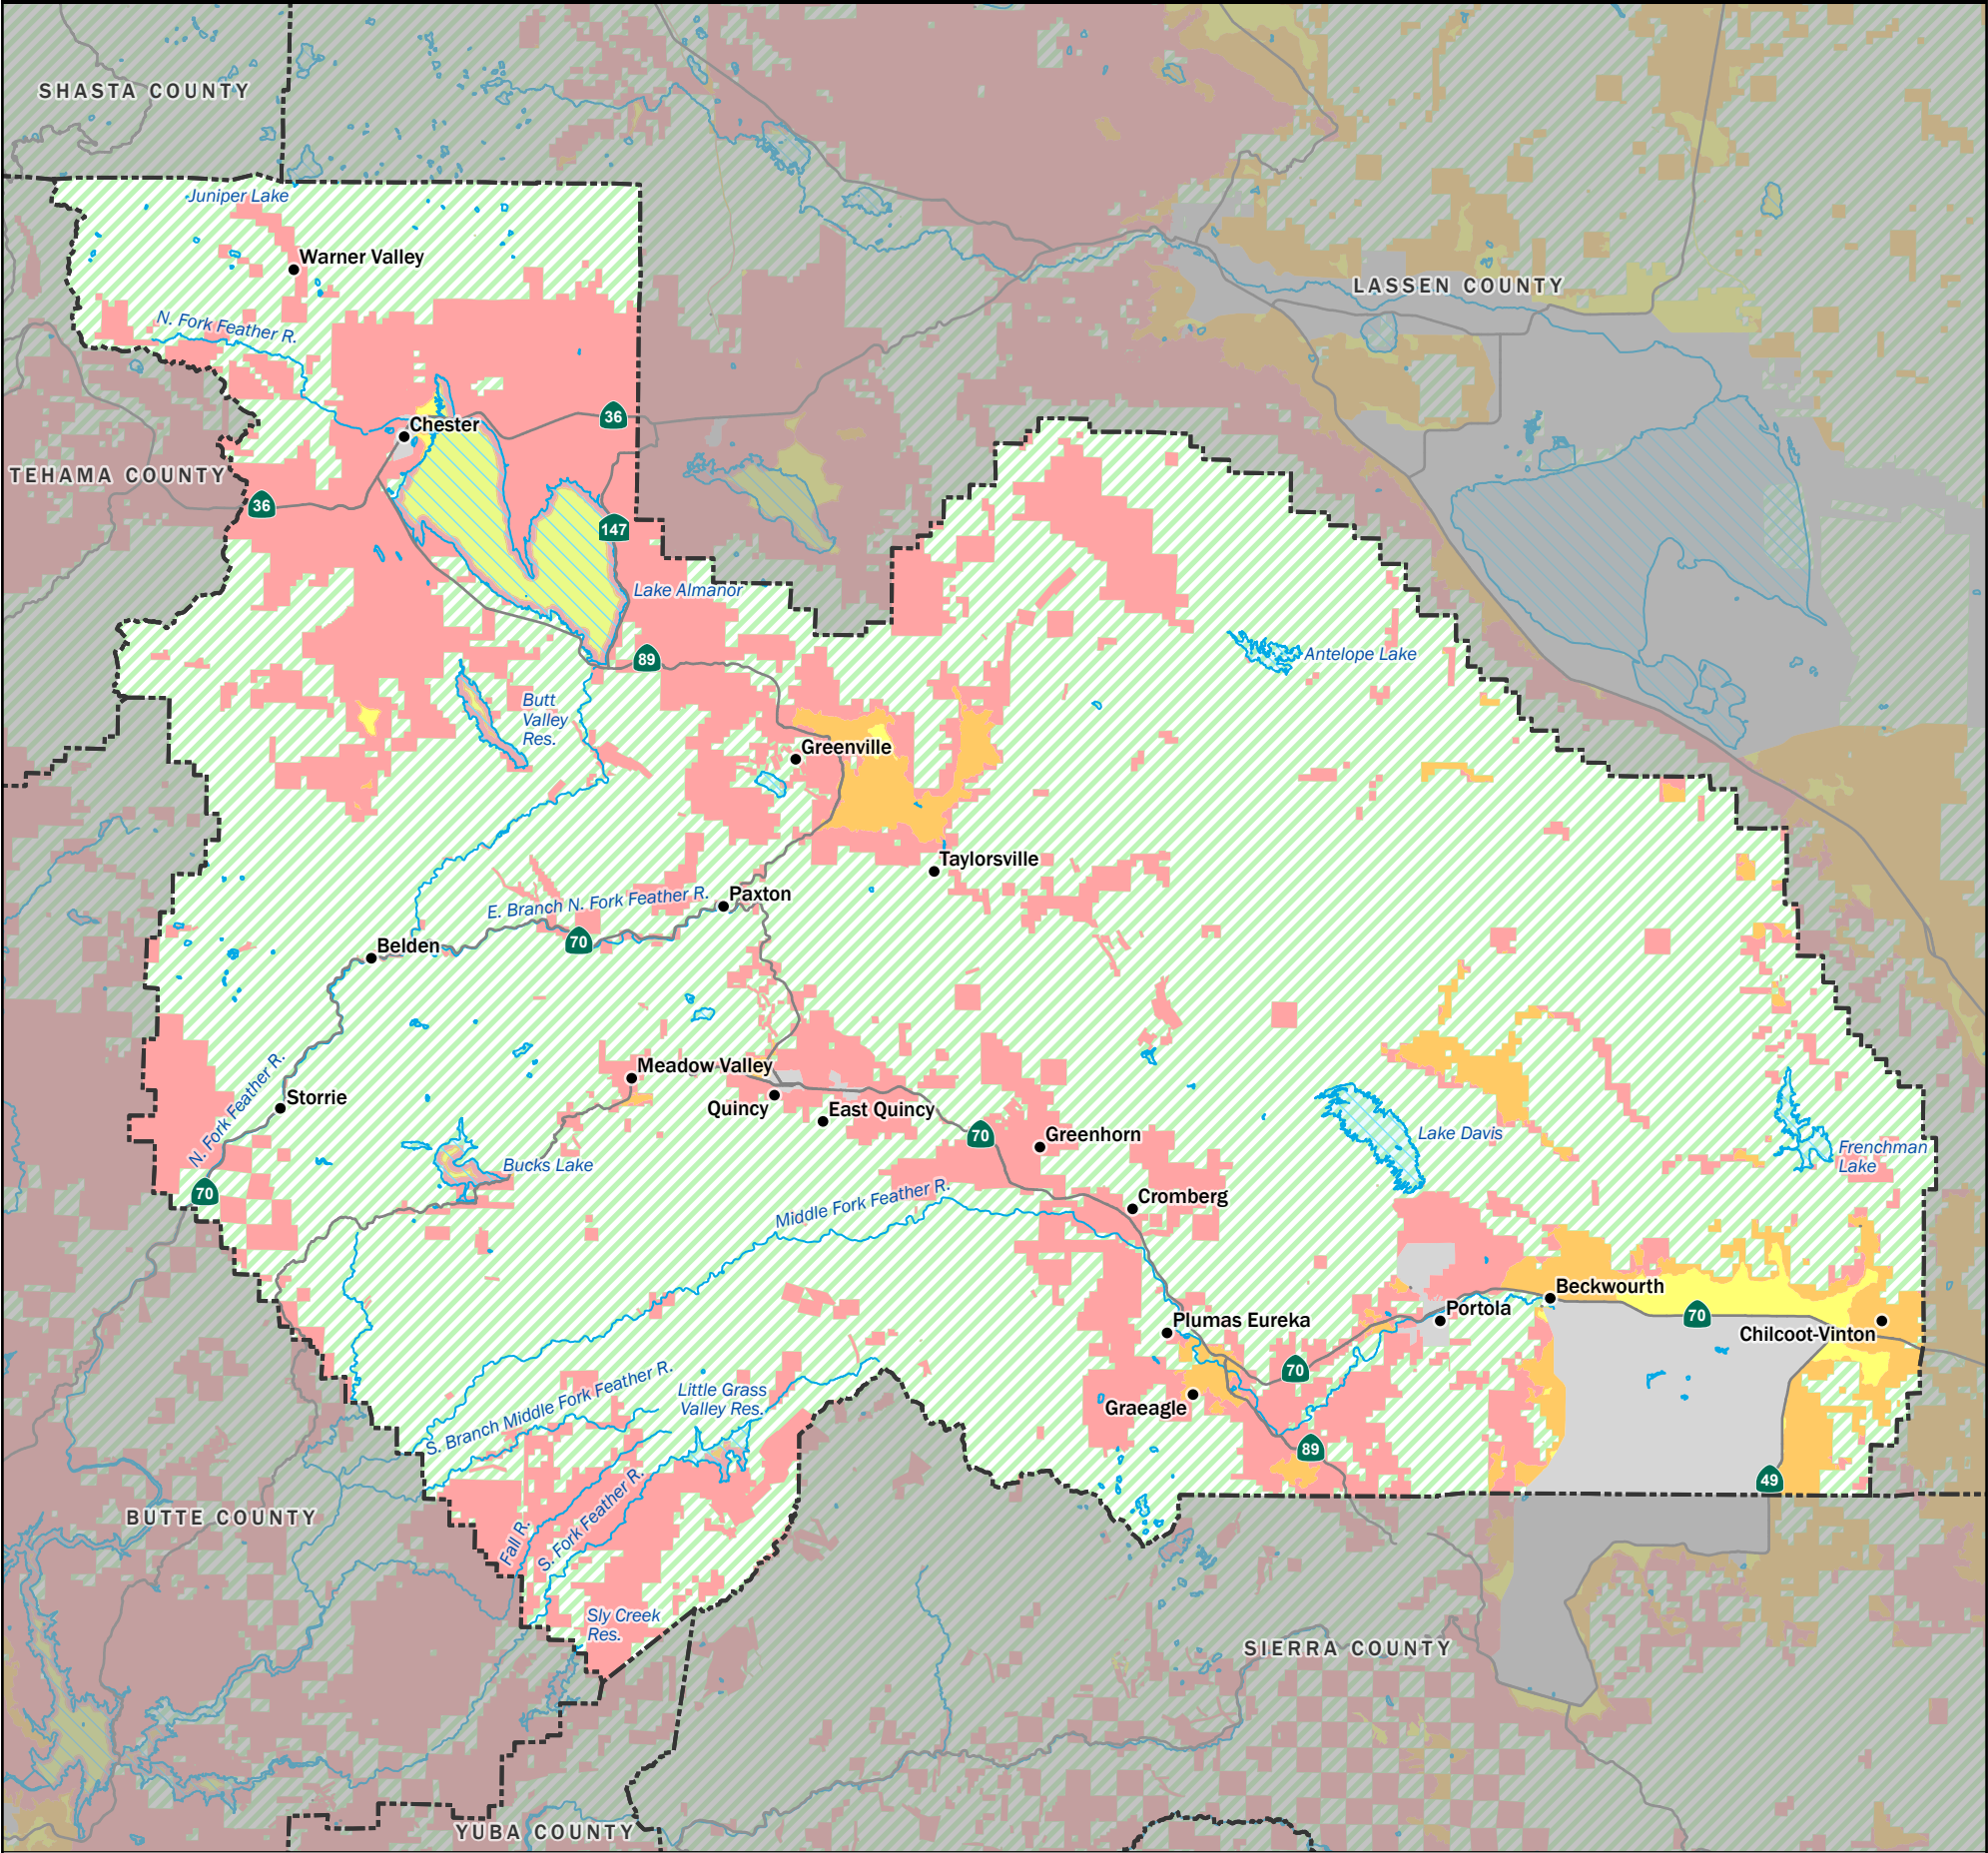 SHASTA COUNTY
Juniper Lake
Warner Valley
LASSEN COUNTY
N. Fork Feather R.
36
Chester
TEHAMA COUNTY
36
147
Lake Almanor
89
Antelope Lake
Butt
Valley
Res.
Greenville
Taylorsville
Paxton
E. Branch N. Fork Feather R.
70
Belden
Meadow Valley
Storrie
N. Fork Feather R.
Quincy
East Quincy
70
Greenhorn
Lake Davis
Frenchman
Lake
Bucks Lake
70
Middle Fork Feather R.
Cromberg
Beckwourth
Portola
70
Plumas Eureka
Chilcoot-Vinton
70
Graeagle
Little Grass
Valley Res.
S. Branch Middle Fork Feather R.
89
49
BUTTE COUNTY
Fall R.
S. Fork Feather R.
Sly Creek
Res.
SIERRA COUNTY
YUBA COUNTY